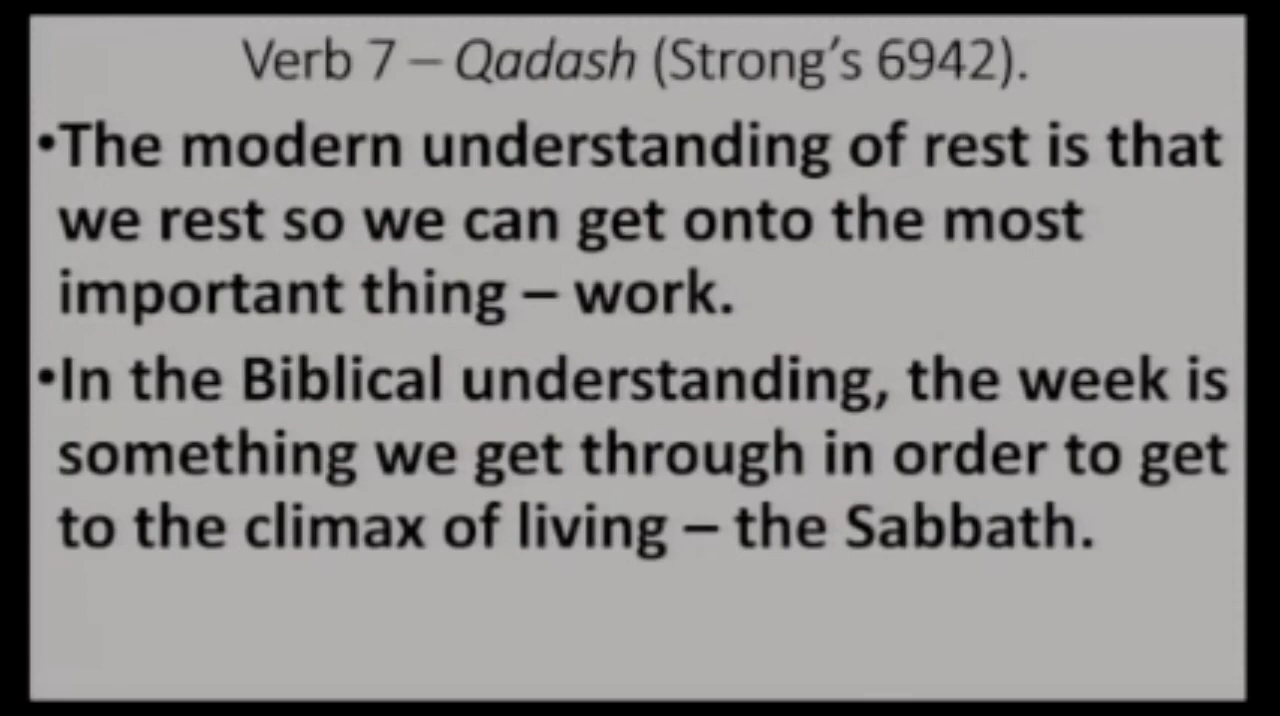 Verb 7 – Qadash (Strong’s 6942).
•The modern understanding of rest is that
we rest so we can get onto the most
important thing – work.
•In the Biblical understanding, the week is
something we get through in order to get
to the climax of living – the Sabbath.